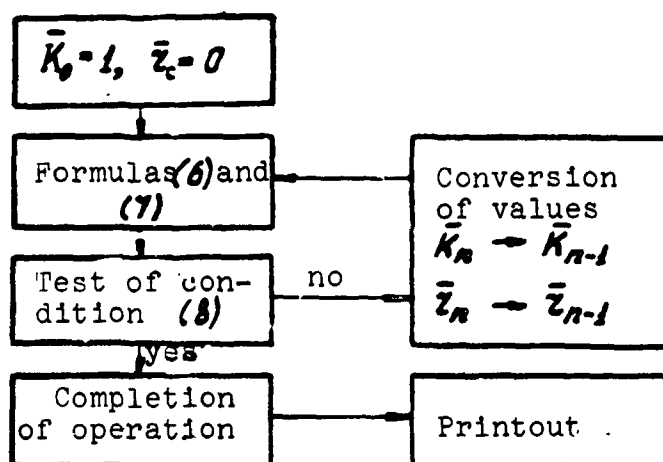 K̄₀ = 1, z̄c = 0
Formulas (6) and
(7)
Test of con-
dition (8)
no
yes
Conversion
of values
K̄n → K̄n-1
z̄n → z̄n-1
Completion
of operation
Printout